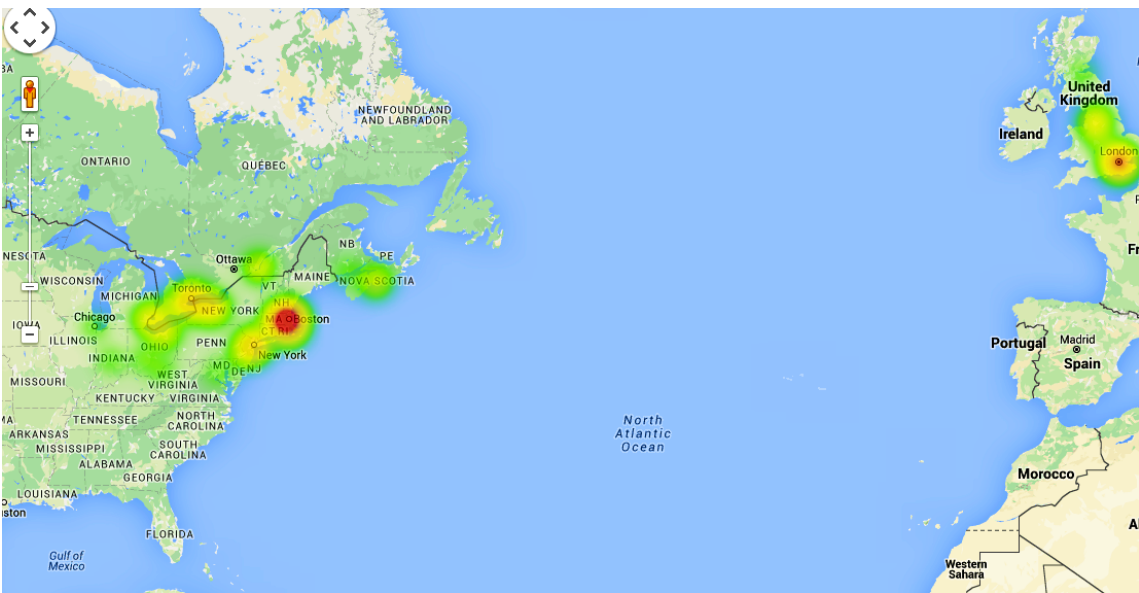 BA
NEWFOUNDLAND
AND LABRADOR
ONTARIO
QUÉBEC
NB
PE
Ottawa
NOVA SCOTIA
MAINE
VT
NESOTA
WISCONSIN
Toronto
MICHIGAN
NH
NEW YORK
MA
Boston
CT
RI
Chicago
IOWA
ILLINOIS
OHIO
PENN
New York
INDIANA
MD
DE
NJ
WEST
VIRGINIA
MISSOURI
KENTUCKY
VIRGINIA
TENNESSEE
NORTH
CAROLINA
MA
ARKANSAS
MISSISSIPPI
SOUTH
CAROLINA
ALABAMA
GEORGIA
LOUISIANA
ston
FLORIDA
Gulf of
Mexico
North
Atlantic
Ocean
United
Kingdom
Ireland
London
Fr
Portugal
Madrid
Spain
Morocco
Al
Western
Sahara